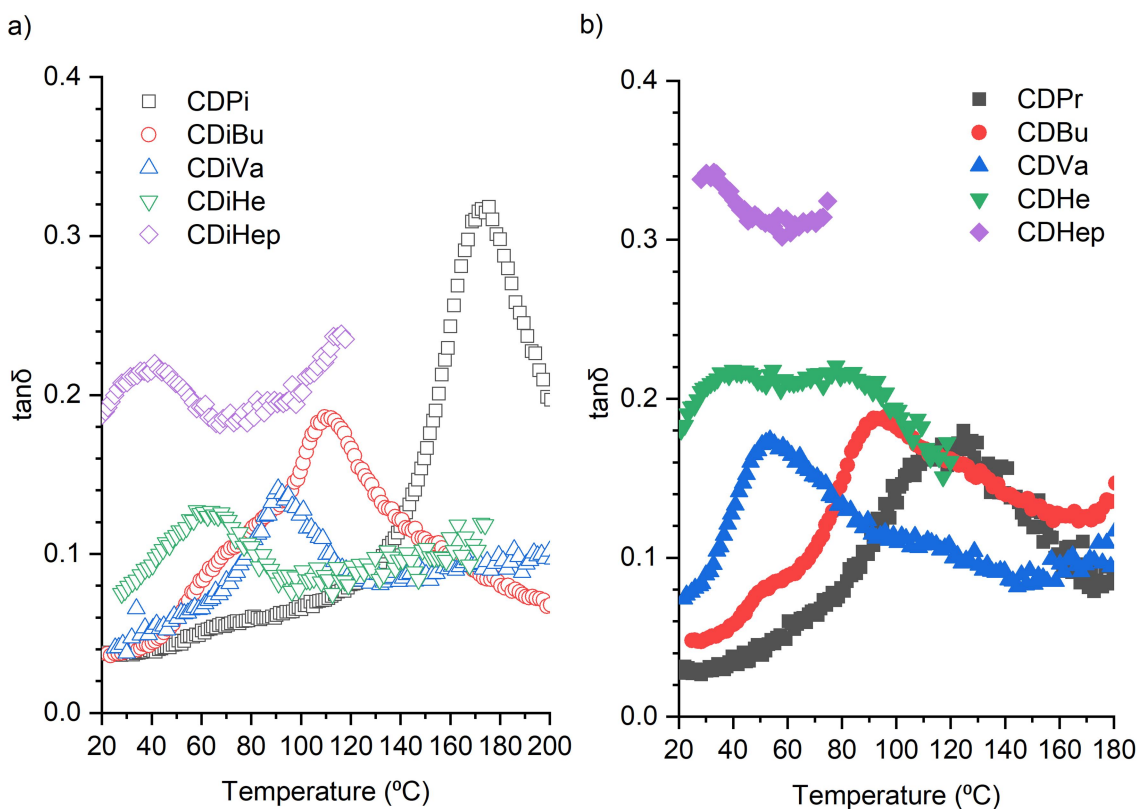 a)
0.4
0.3
0.2
0.1
0.0
tanδ
CDPi
CDiBu
CDiVa
CDiHe
CDiHep
20 40 60 80 100 120 140 160 180 200
Temperature (ºC)
b)
0.4
0.3
0.2
0.1
0.0
tanδ
CDPr
CDBu
CDVa
CDHe
CDHep
20 40 60 80 100 120 140 160 180
Temperature (ºC)